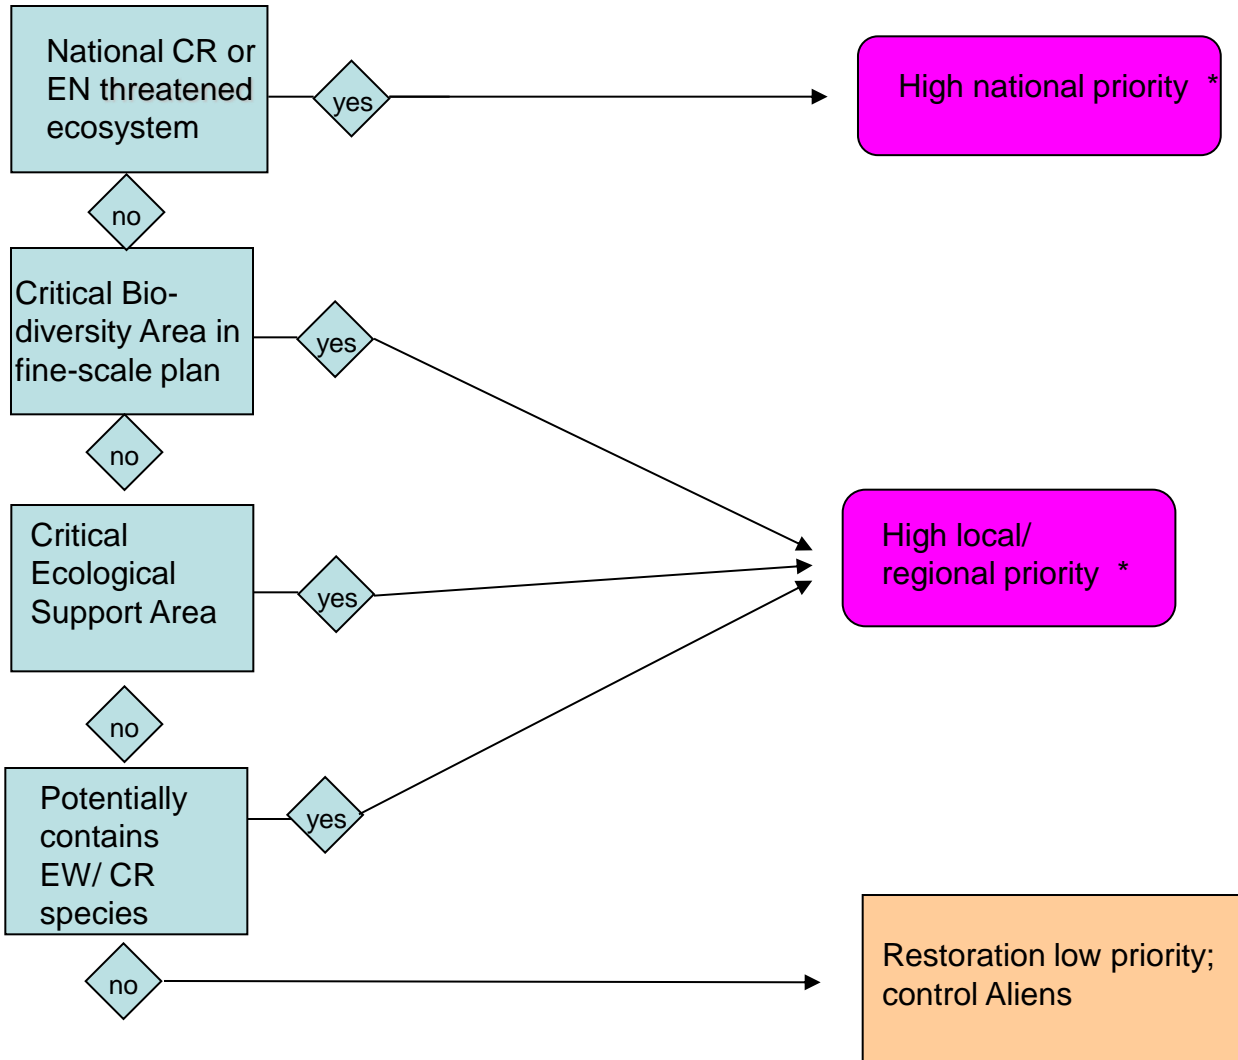 National CR or
EN threatened
ecosystem
yes
High national priority *
no
Critical Bio-
diversity Area in
fine-scale plan
yes
no
Critical
Ecological
Support Area
yes
High local/
regional priority *
no
Potentially
contains
EW/ CR
species
yes
no
Restoration low priority;
control Aliens